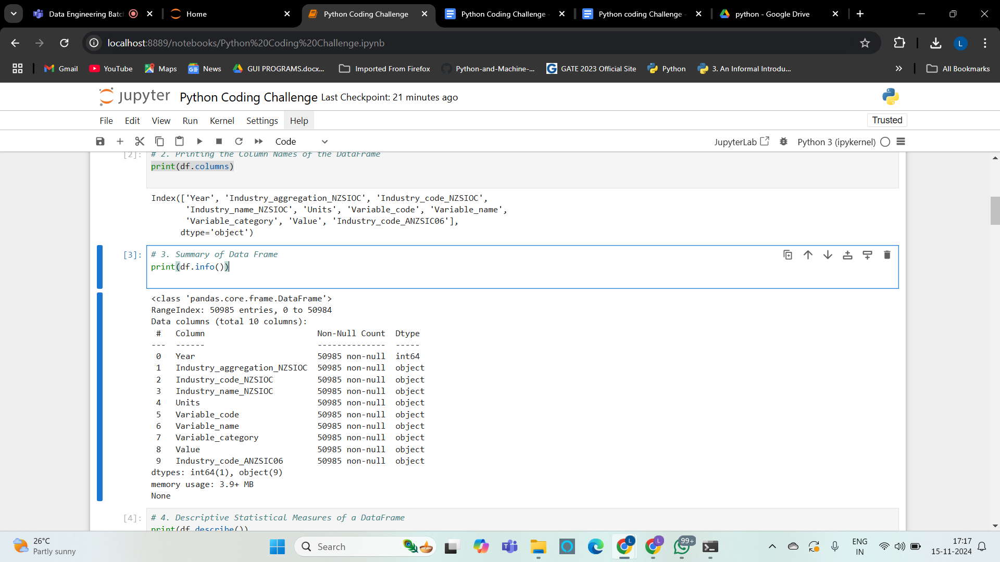 Data Engineering Batc
Home
Python Coding Challenge
Python Coding Challenge -
Python coding Challenge -
python - Google Drive
localhost:8889/notebooks/Python%20Coding%20Challenge.ipynb
L
Gmail
YouTube
Maps
News
GUI PROGRAMS.docx...
Imported From Firefox
Python-and-Machine-...
GATE 2023 Official Site
Python
3. An Informal Introdu...
All Bookmarks
jupyter Python Coding Challenge Last Checkpoint: 21 minutes ago
File Edit View Run Kernel Settings Help
Trusted
Code
JupyterLab
Python 3 (ipykernel)
[2]: # 2. Printing the Column Names of the DataFrame
print(df.columns)
Index(['Year', 'Industry_aggregation_NZSIOC', 'Industry_code_NZSIOC',
'Industry_name_NZSIOC', 'Units', 'Variable_code', 'Variable_name',
'Variable_category', 'Value', 'Industry_code_ANZSIC06'],
dtype='object')
[3]: # 3. Summary of Data Frame
print(df.info())
<class 'pandas.core.frame.DataFrame'>
RangeIndex: 50985 entries, 0 to 50984
Data columns (total 10 columns):
# Column Non-Null Count Dtype
--- ------ -------------- -----
0 Year 50985 non-null int64
1 Industry_aggregation_NZSIOC 50985 non-null object
2 Industry_code_NZSIOC 50985 non-null object
3 Industry_name_NZSIOC 50985 non-null object
4 Units 50985 non-null object
5 Variable_code 50985 non-null object
6 Variable_name 50985 non-null object
7 Variable_category 50985 non-null object
8 Value 50985 non-null object
9 Industry_code_ANZSIC06 50985 non-null object
dtypes: int64(1), object(9)
memory usage: 3.9+ MB
None
[4]: # 4. Descriptive Statistical Measures of a DataFrame
print(df.describe())
26°C
Partly sunny
Search
L
L
99+
ENG
IN
17:17
15-11-2024